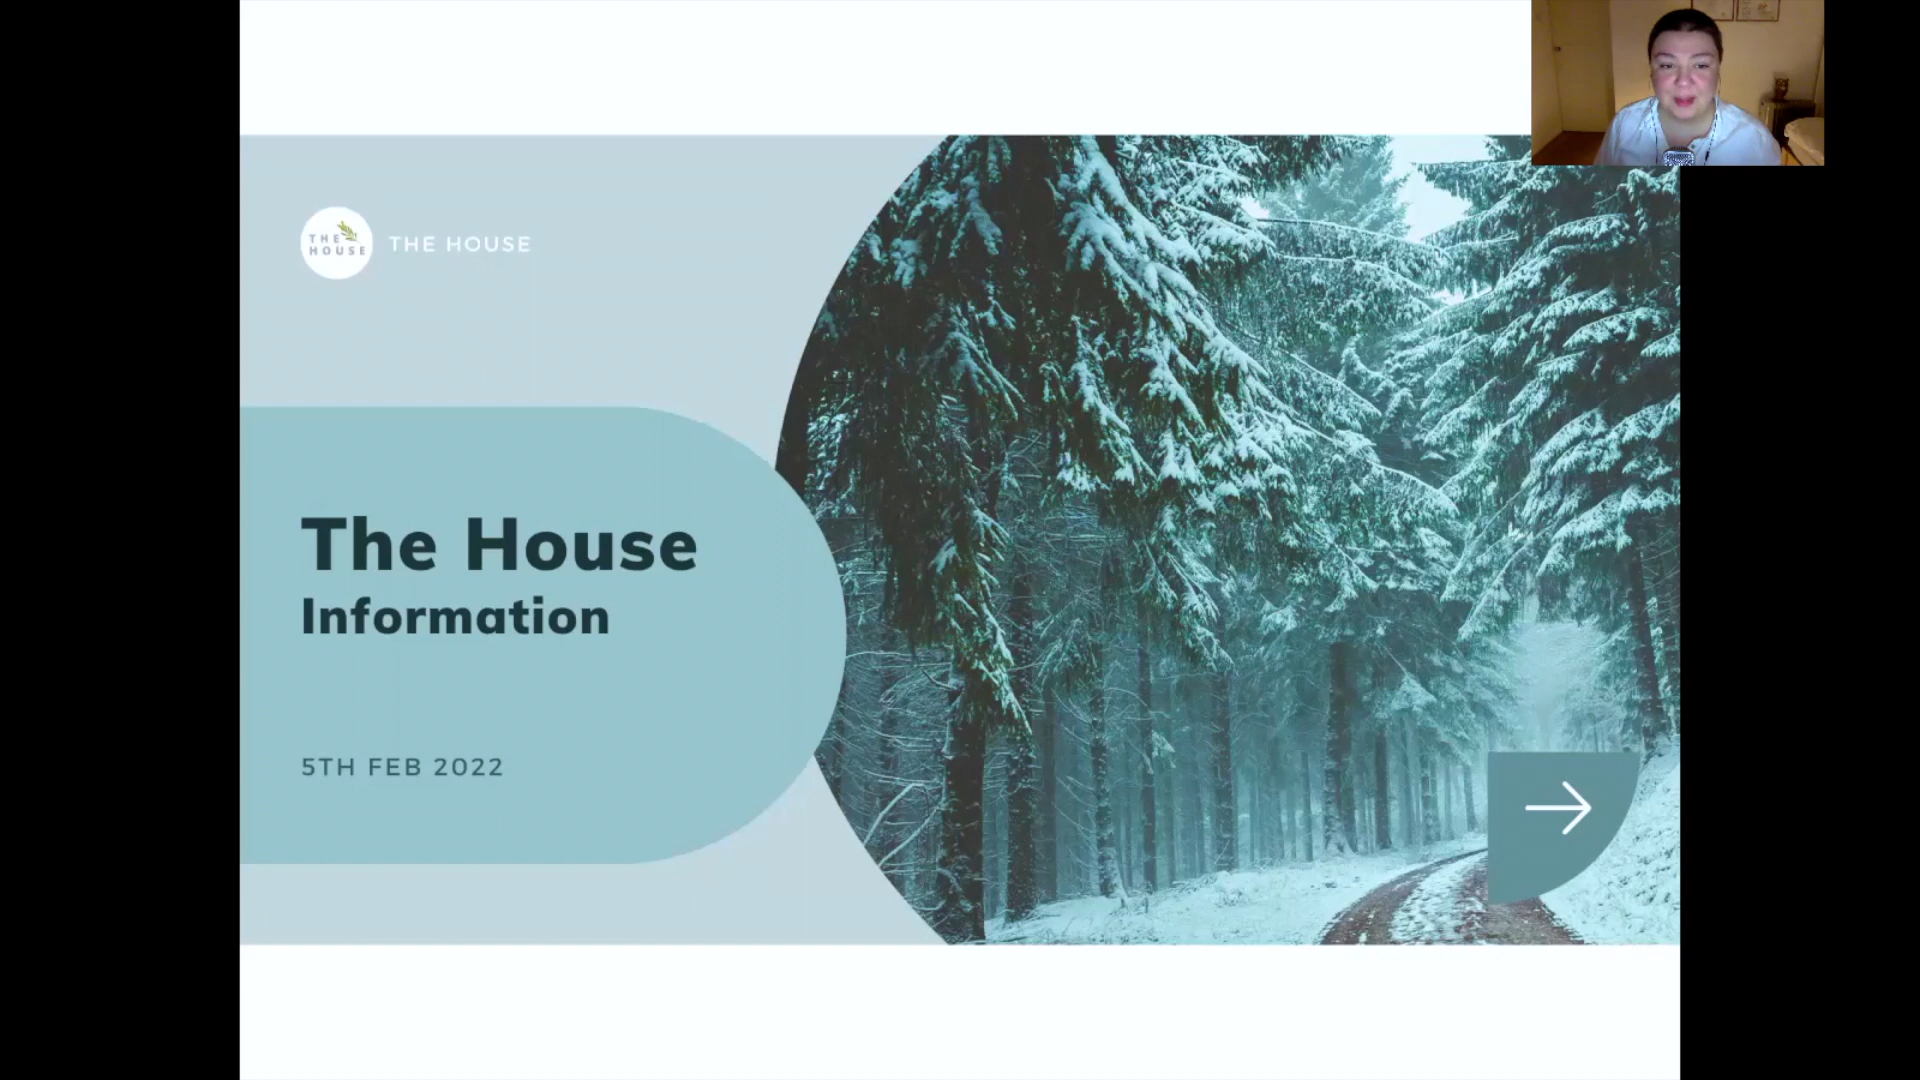 THE
HOUSE
THE HOUSE
The House
Information
5TH FEB 2022